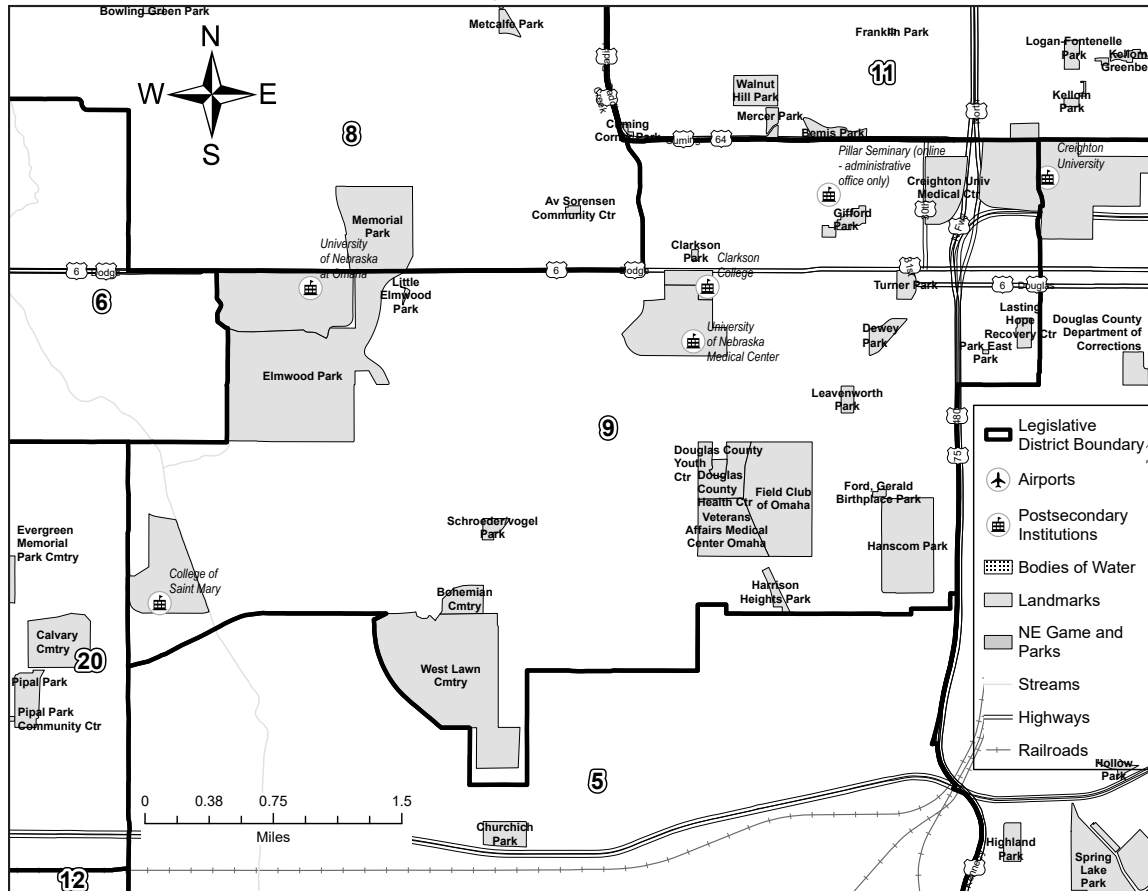 Bowling Green Park
Metcalfe Park
Franklin Park
Logan-Fontenelle
Park
Kellom
Greenbe
11
Walnut
Hill Park
Kellom
Park
N
W
E
S
8
Mercer Park
Cuming
64
Bemis Park
Pillar Seminary (online
- administrative
office only)
Creighton
University
Creighton Univ
Medical Ctr
Av Sorensen
Community Ctr
Gifford
Park
Memorial
Park
University
of Nebraska
at Omaha
Clarkson
Park
Clarkson
College
6
Dodge
6
Dodge
Little
Elmwood
Park
Turner Park
6
Douglas
6
Lasting
Hope
Recovery Ctr
Douglas County
Department of
Corrections
University
of Nebraska
Medical Center
Dewey
Park
Park East
Park
Elmwood Park
Leavenworth
Park
9
480
75
Douglas County
Youth
Ctr
Douglas
County
Health Ctr
Field Club
of Omaha
Veterans
Affairs Medical
Center Omaha
Ford, Gerald
Birthplace Park
Hanscom Park
Schroeder/vogel
Park
Evergreen
Memorial
Park Cmtry
College of
Saint Mary
Bohemian
Cmtry
Harrison
Heights Park
Calvary
Cmtry
20
West Lawn
Cmtry
Pipal Park
Pipal Park
Community Ctr
Legislative
District Boundary
Airports
Postsecondary
Institutions
Bodies of Water
Landmarks
NE Game and
Parks
Streams
Highways
Railroads
Hollow
Park
5
0 0.38 0.75 1.5
Miles
Churchich
Park
Highland
Park
Spring
Lake
Park
12